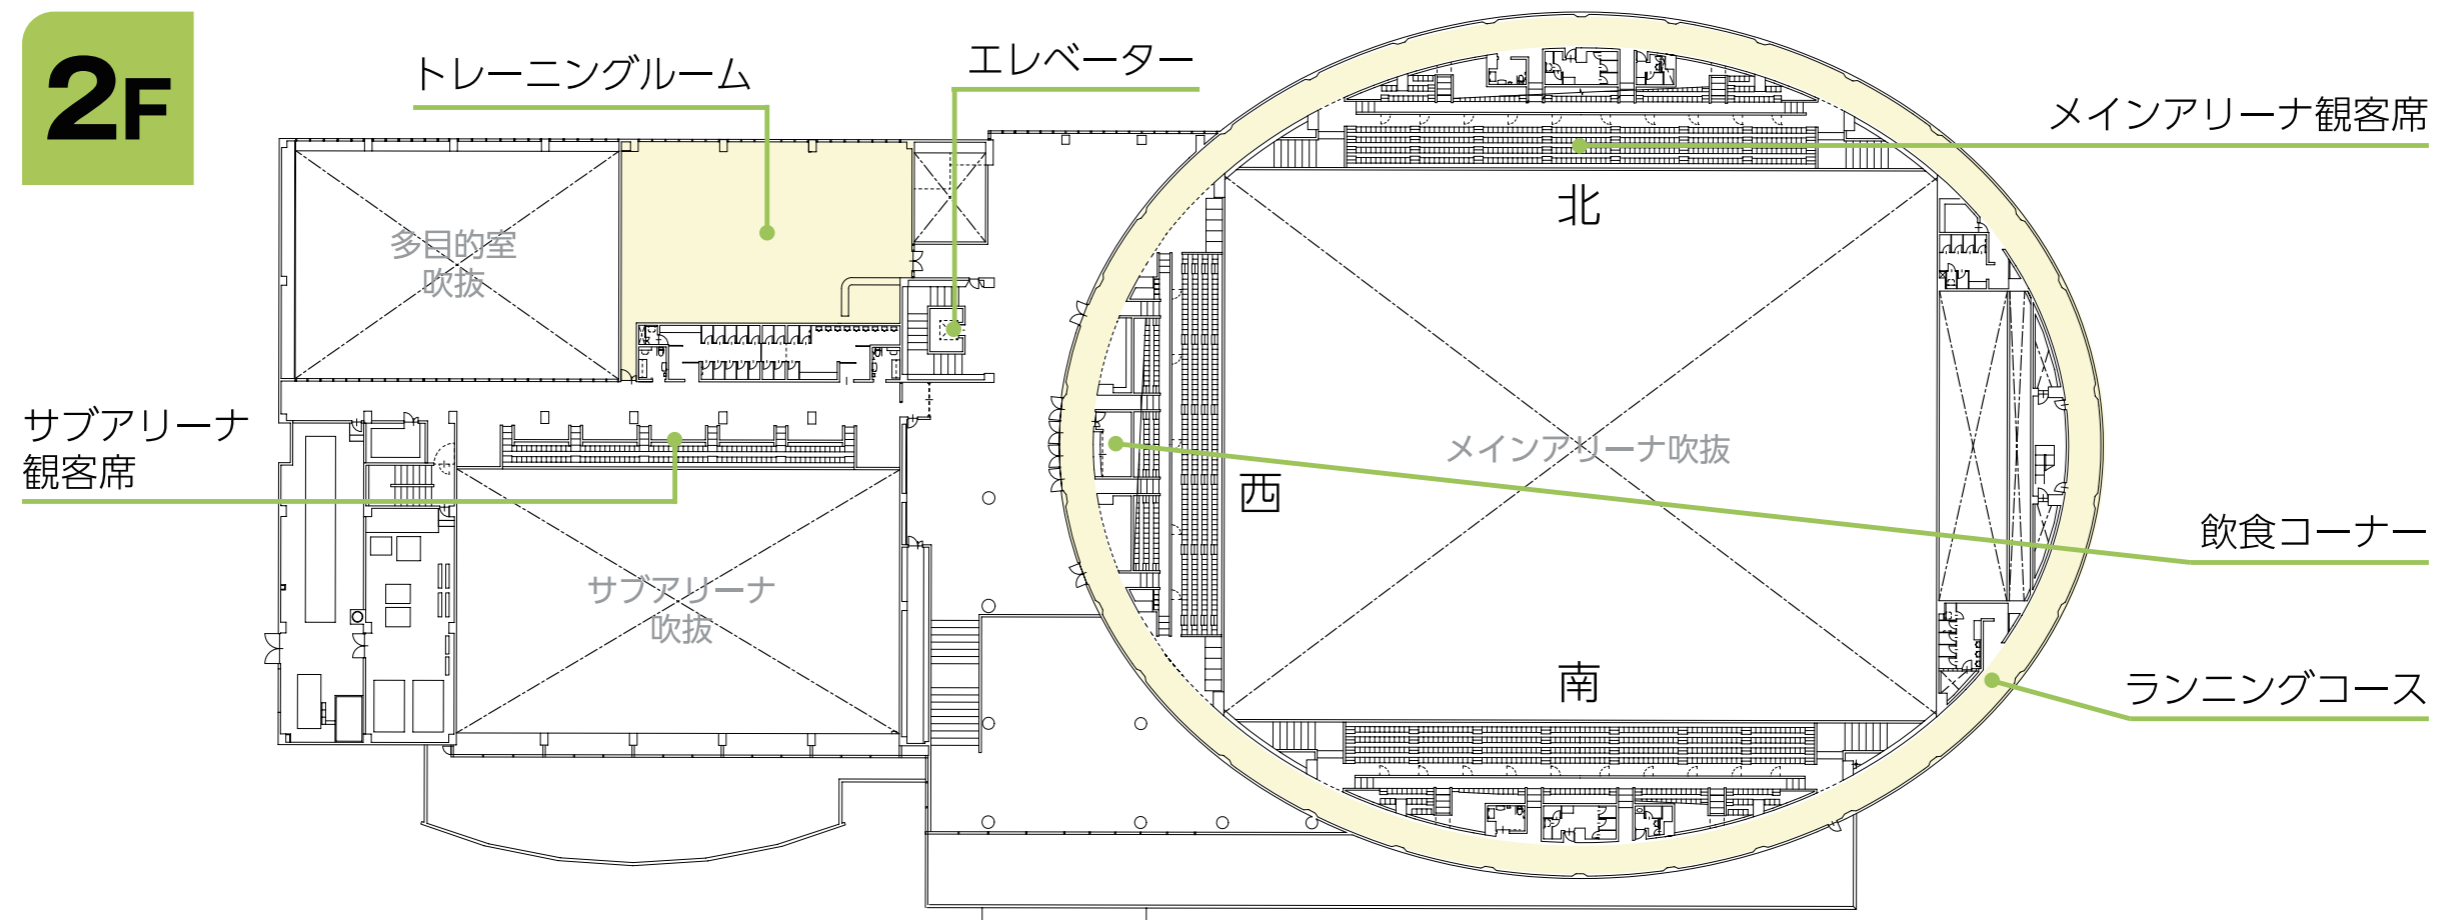 2F
トレーニングルーム
エレベーター
メインアリーナ観客席
北
多目的室
吹抜
サブアリーナ
観客席
メインアリーナ吹抜
西
飲食コーナー
サブアリーナ
吹抜
南
ランニングコース